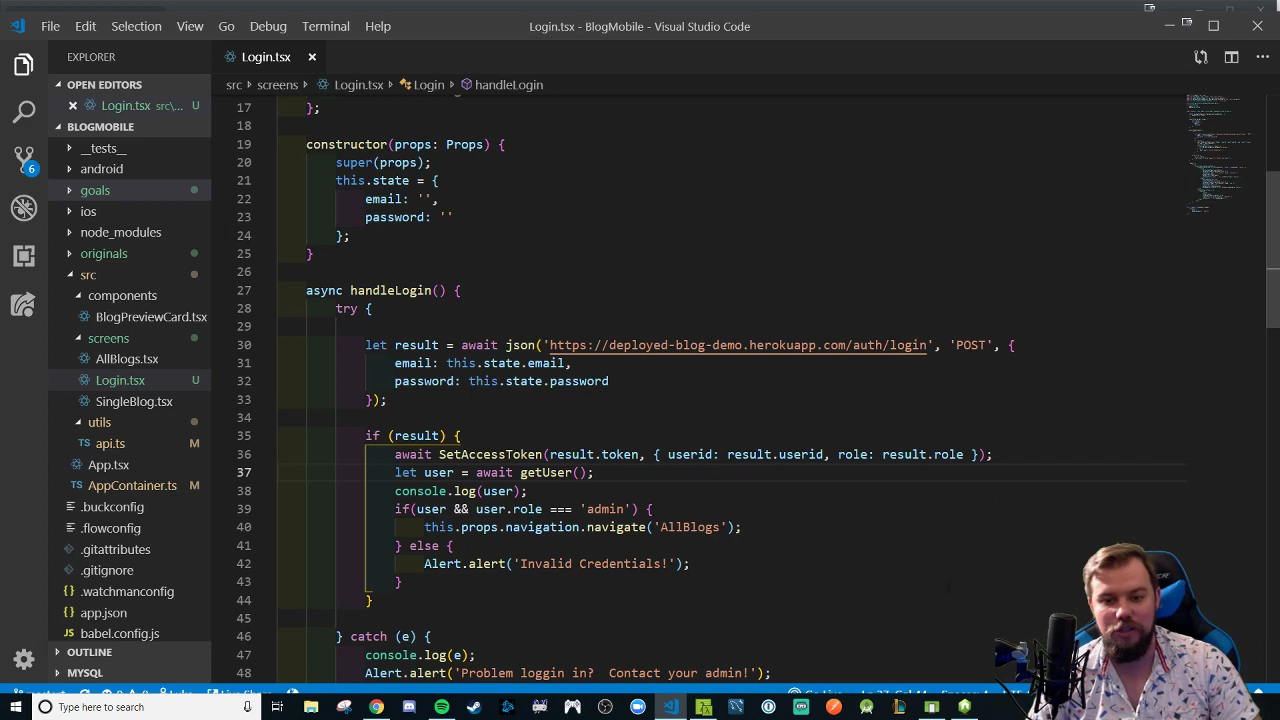 File Edit Selection View Go Debug Terminal Help
Login.tsx - BlogMobile - Visual Studio Code
EXPLORER
Login.tsx
OPEN EDITORS
Login.tsx src\... U
BLOGMOBILE
__tests__
android
goals
ios
node_modules
originals
src
components
BlogPreviewCard.tsx
screens
AllBlogs.tsx
Login.tsx U
SingleBlog.tsx
utils
api.ts M
App.tsx
AppContainer.ts M
.buckconfig
.flowconfig
.gitattributes
.gitignore
.watchmanconfig
app.json
babel.config.js
OUTLINE
MYSQL
6
src > screens > Login.tsx > Login > handleLogin
17 };
18
19 constructor(props: Props) {
20 super(props);
21 this.state = {
22 email: '',
23 password: ''
24 };
25 }
26
27 async handleLogin() {
28 try {
29
30 let result = await json('https://deployed-blog-demo.herokuapp.com/auth/login', 'POST', {
31 email: this.state.email,
32 password: this.state.password
33 });
34
35 if (result) {
36 await SetAccessToken(result.token, { userid: result.userid, role: result.role });
37 let user = await getUser();
38 console.log(user);
39 if(user && user.role === 'admin') {
40 this.props.navigation.navigate('AllBlogs');
41 } else {
42 Alert.alert('Invalid Credentials!');
43 }
44 }
45
46 } catch (e) {
47 console.log(e);
48 Alert.alert('Problem loggin in? Contact your admin!');
Type here to search